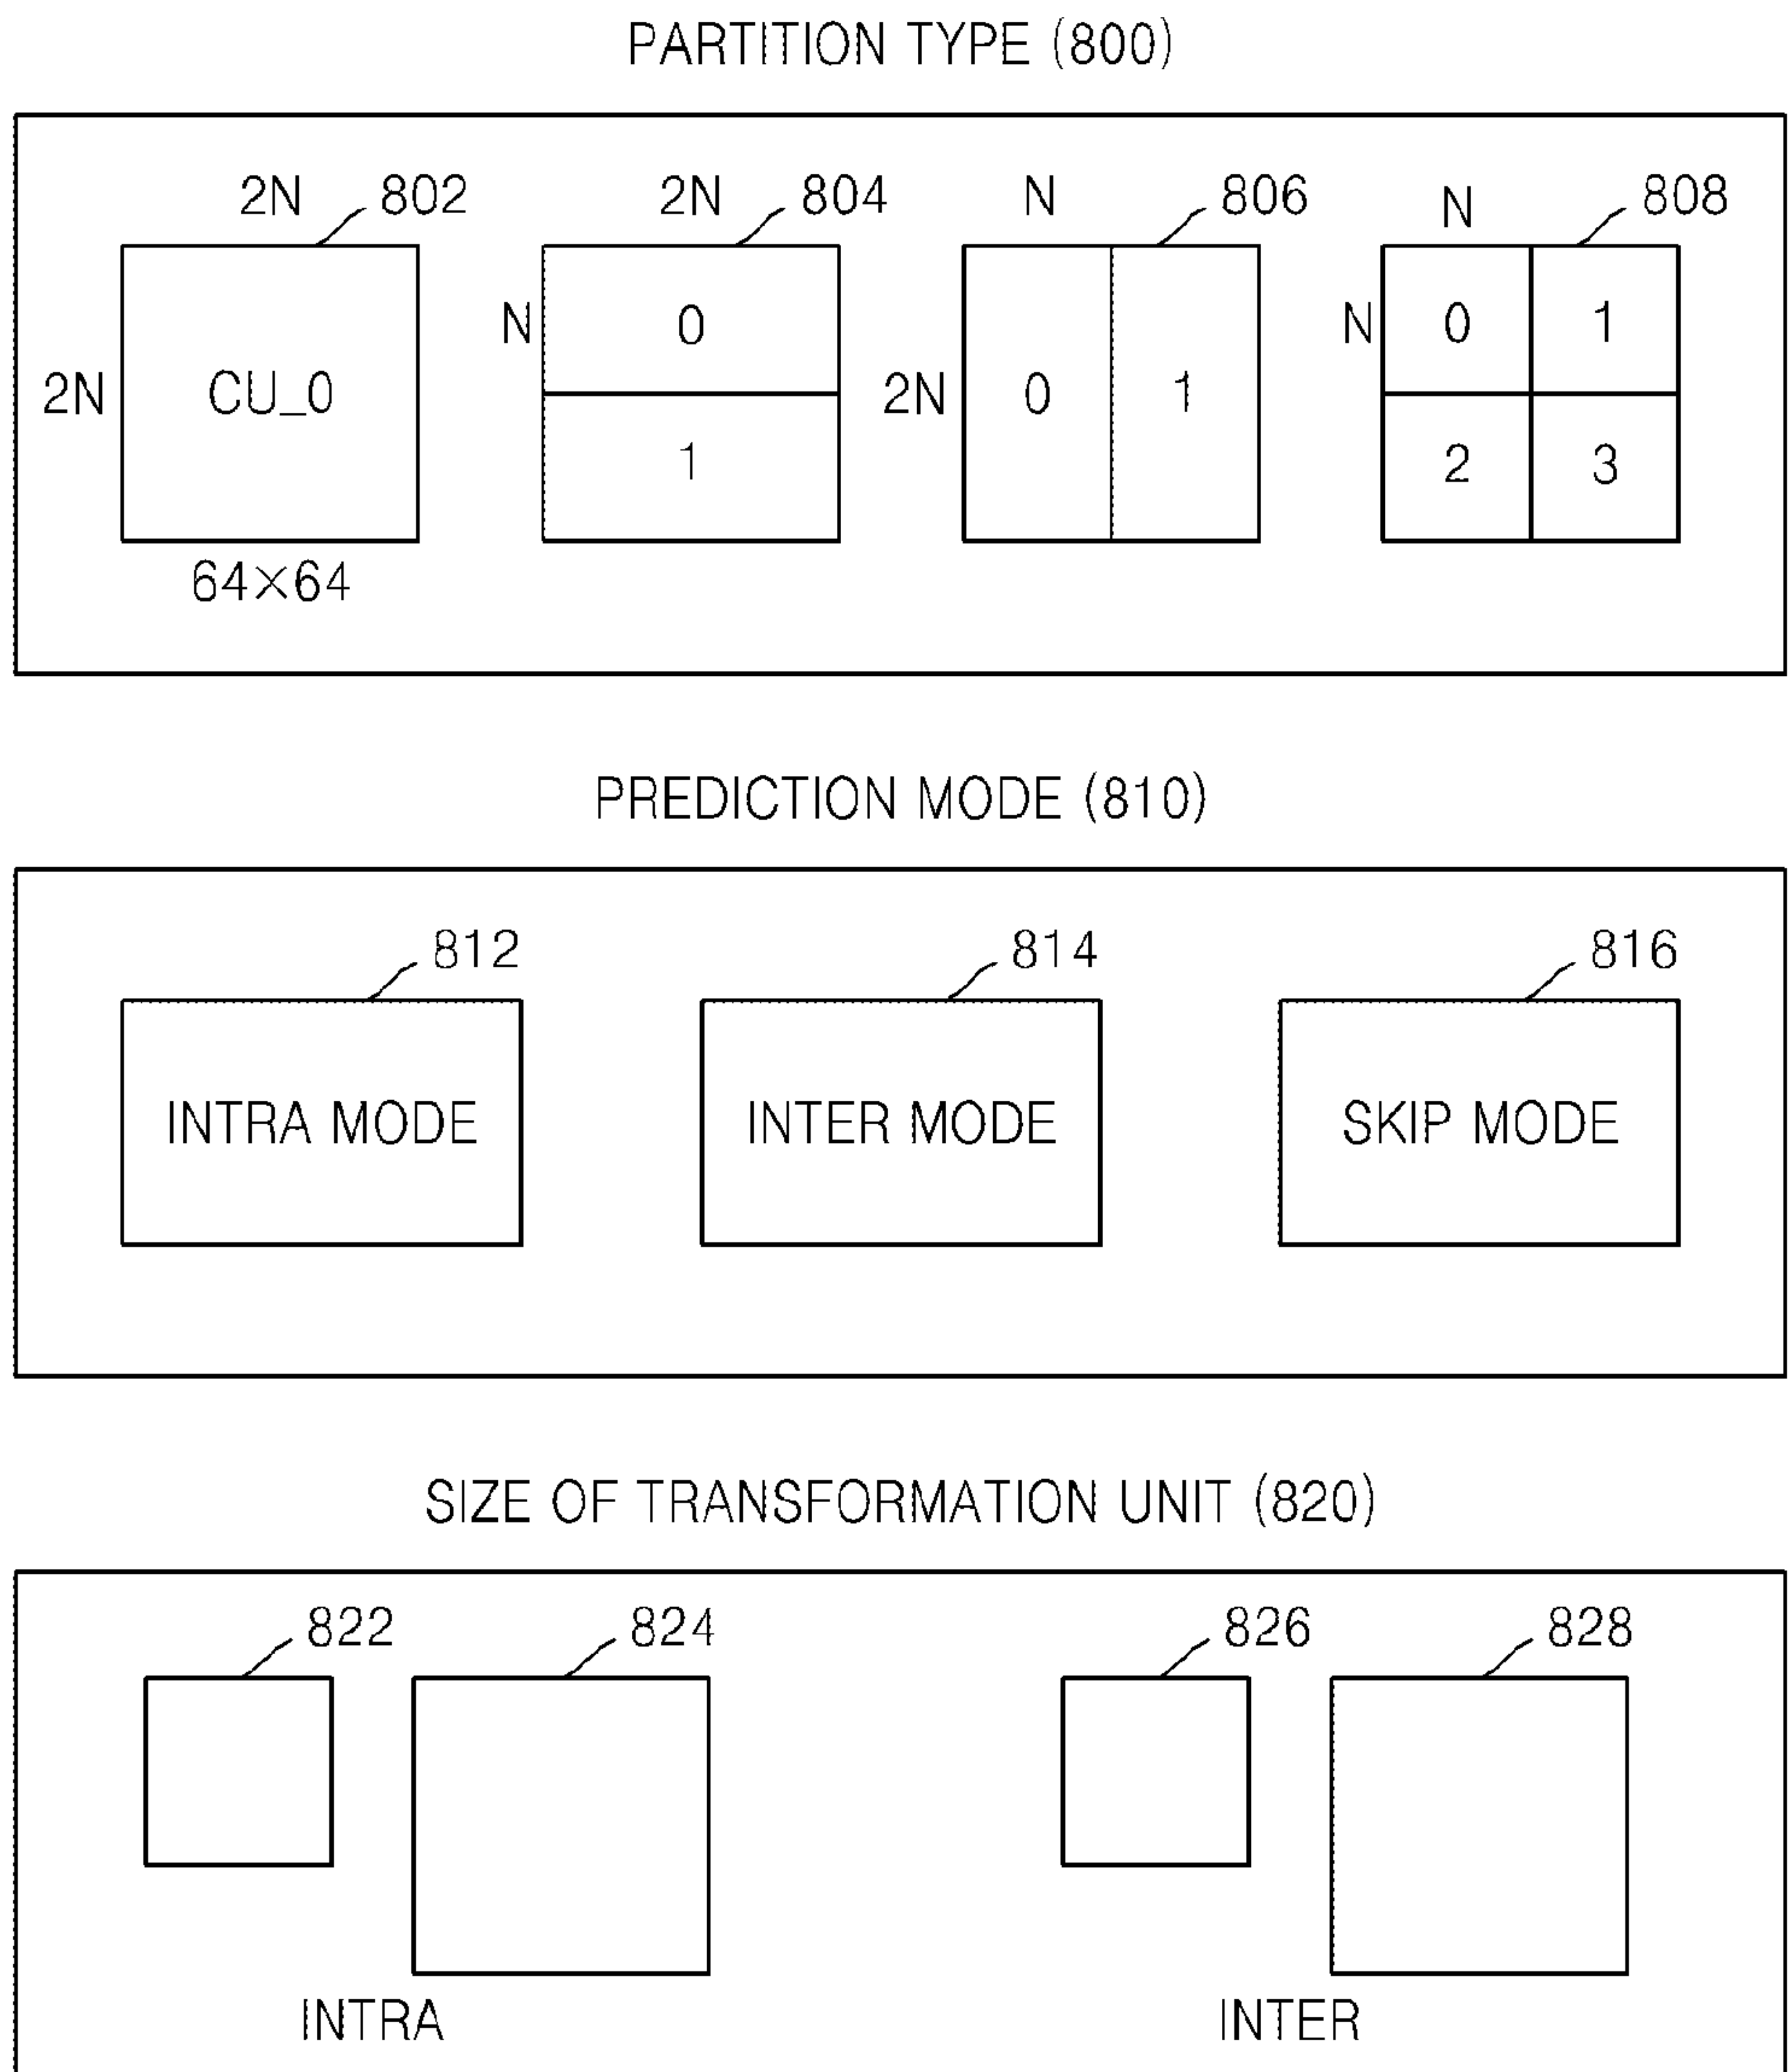 PARTITION TYPE (800)
2N 802 2N 804 N 806 N 808
N 0 N 0 1
2N CU_0 2N 0 1
1 2 3
64×64
PREDICTION MODE (810)
812 814 816
INTRA MODE INTER MODE SKIP MODE
SIZE OF TRANSFORMATION UNIT (820)
822 824 826 828
INTRA INTER